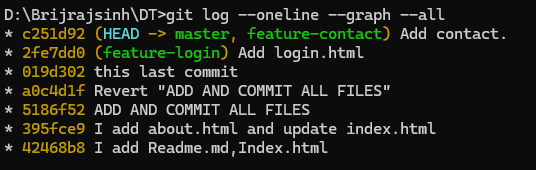 D:\Brijrajsinh\DT>git log --oneline --graph --all
* c251d92 (HEAD -> master, feature-contact) Add contact.
* 2fe7dd0 (feature-login) Add login.html
* 019d302 this last commit
* a0c4d1f Revert "ADD AND COMMIT ALL FILES"
* 5186f52 ADD AND COMMIT ALL FILES
* 395fce9 I add about.html and update index.html
* 42468b8 I add Readme.md,Index.html